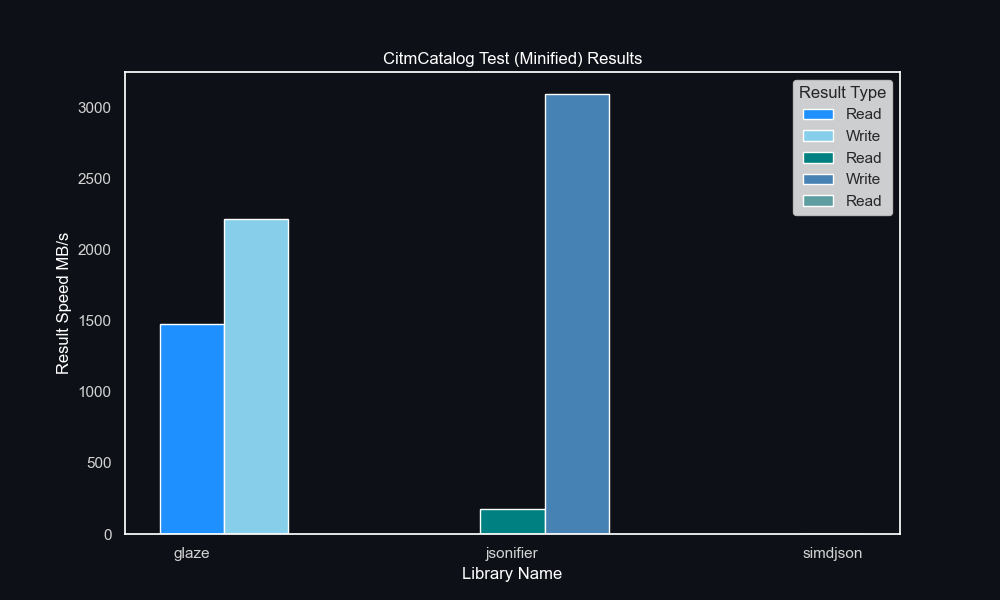 CitmCatalog Test (Minified) Results
Result Type
Read
Write
Read
Write
Read
3000
2500
2000
1500
1000
500
0
Result Speed MB/s
glaze
jsonifier
simdjson
Library Name